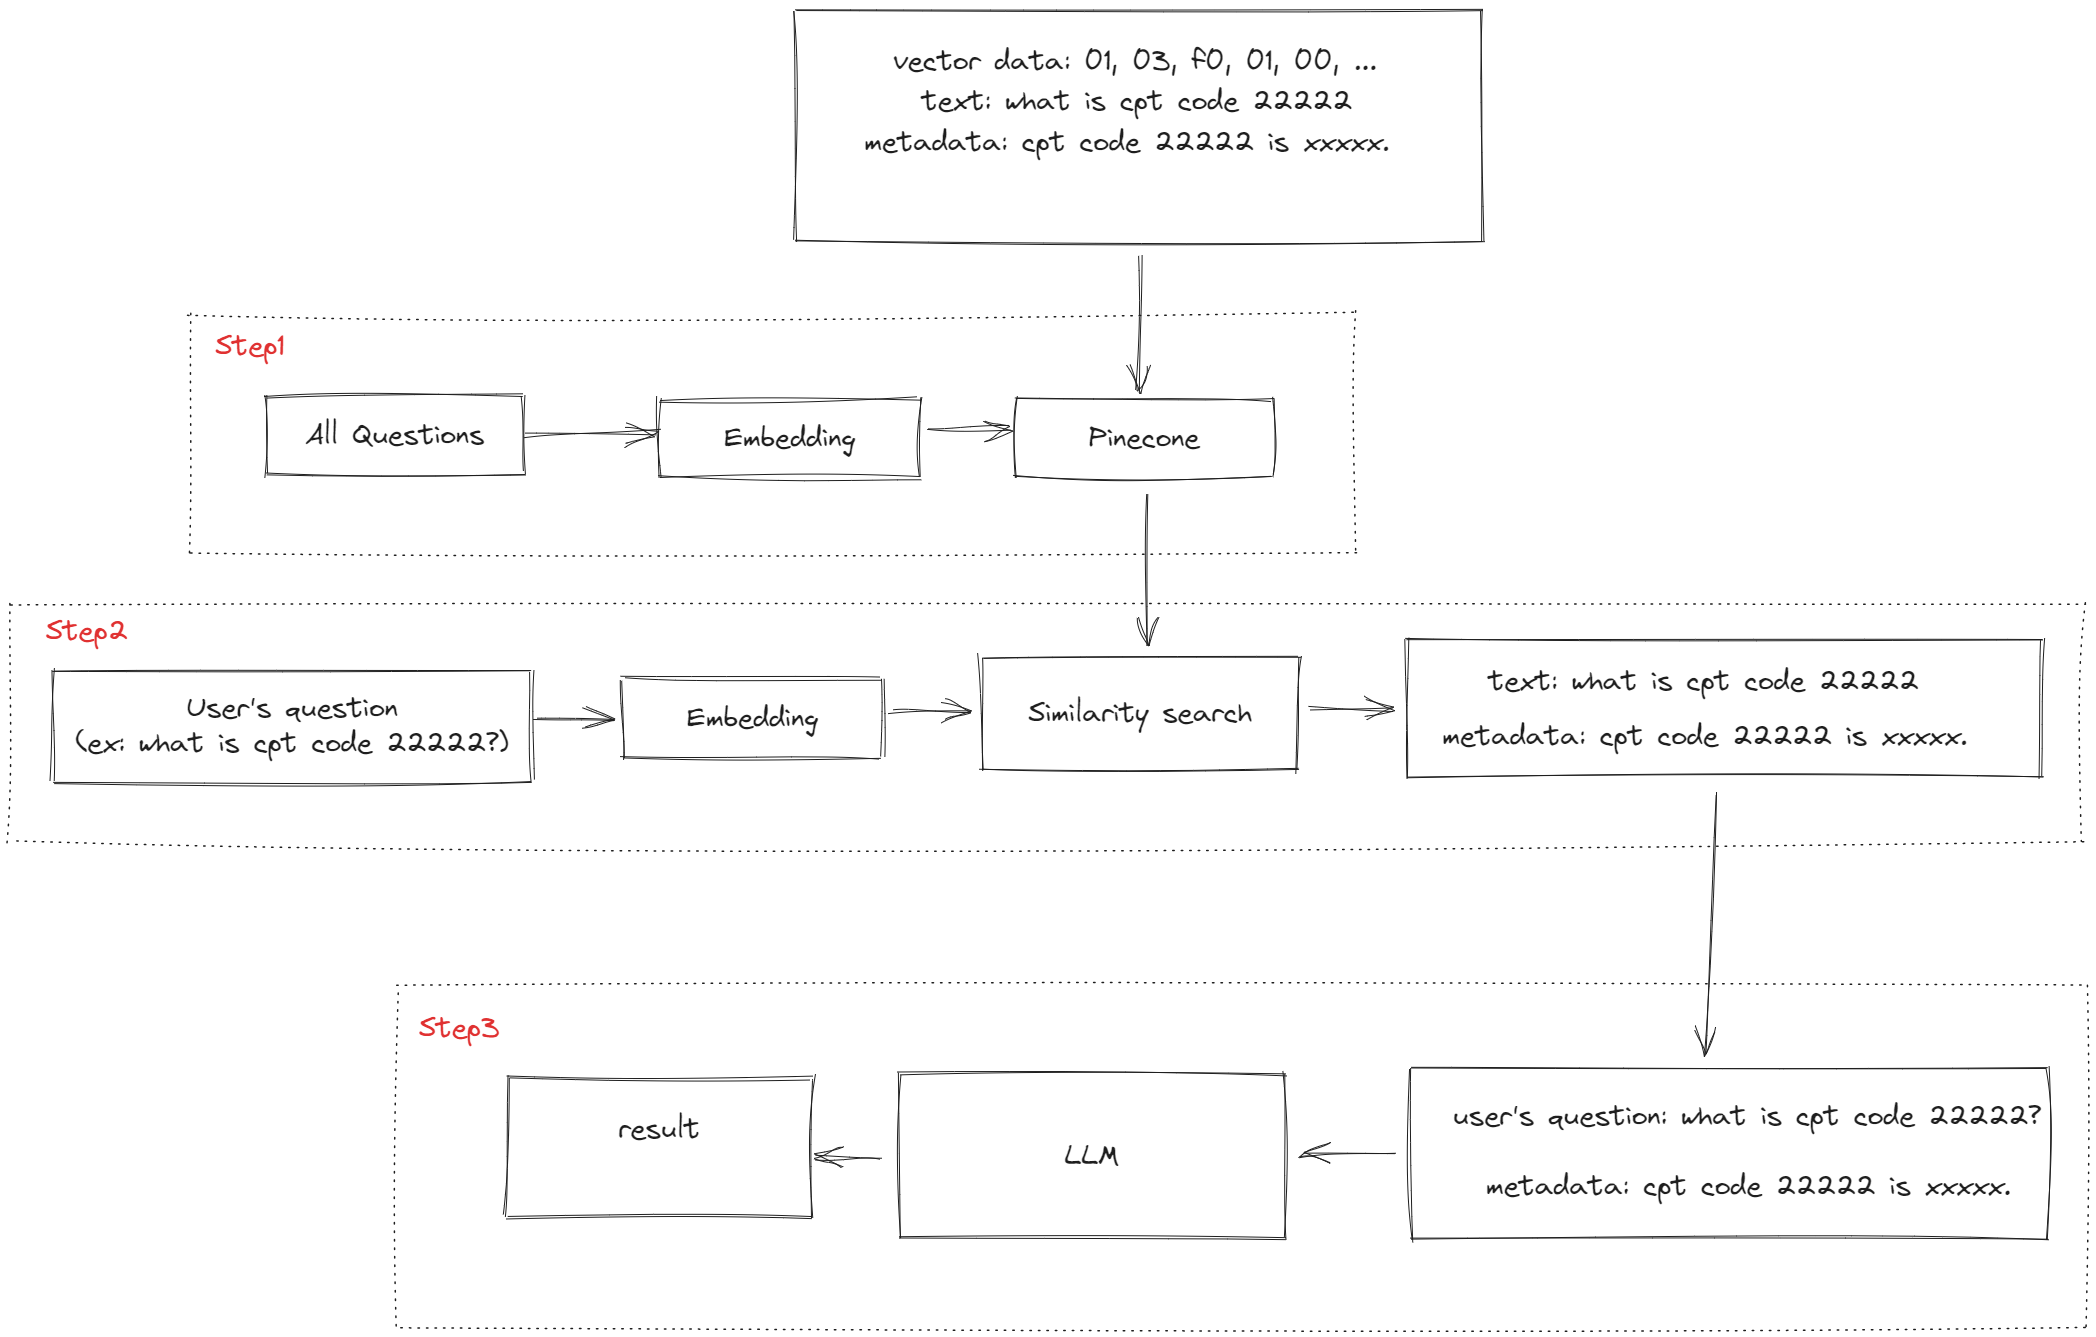 vector data: 01, 03, f0, 01, 00, ...
text: what is cpt code 22222
metadata: cpt code 22222 is xxxxx.
Step1
All Questions
Embedding
Pinecone
Step2
User's question
(ex: what is cpt code 22222?)
Embedding
Similarity search
text: what is cpt code 22222
metadata: cpt code 22222 is xxxxx.
Step3
result
LLM
user's question: what is cpt code 22222?
metadata: cpt code 22222 is xxxxx.